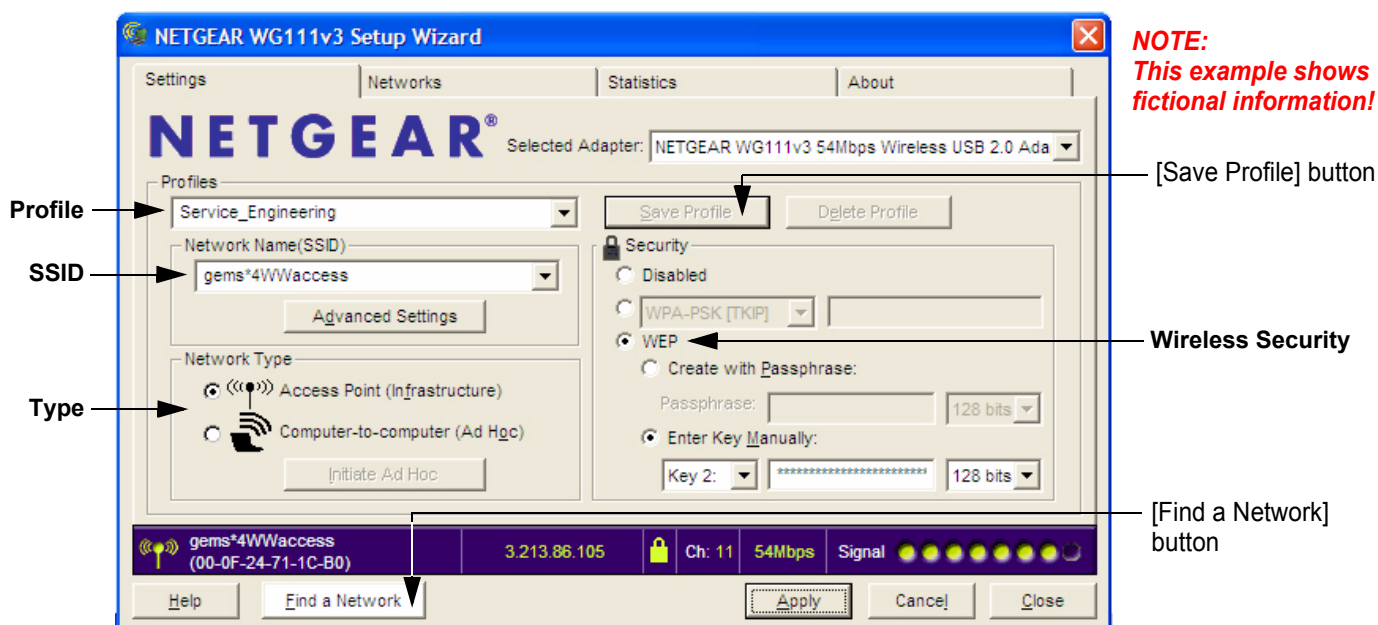 NETGEAR WG111v3 Setup Wizard
NOTE:
This example shows
fictional information!
Settings
Networks
Statistics
About
NETGEAR®
Selected Adapter: NETGEAR WG111v3 54Mbps Wireless USB 2.0 Ada
[Save Profile] button
Profiles
Profile
Service_Engineering
Save Profile
Delete Profile
Network Name(SSID)
SSID
gems*4WWaccess
Advanced Settings
Security
Disabled
WPA-PSK [TKIP]
WEP
Wireless Security
Create with Passphrase:
Passphrase:
128 bits
Enter Key Manually:
Key 2:
*************************
128 bits
Network Type
Type
Access Point (Infrastructure)
Computer-to-computer (Ad Hoc)
Initiate Ad Hoc
[Find a Network]
button
gems*4WWaccess
(00-0F-24-71-1C-B0)
3.213.86.105
Ch: 11
54Mbps
Signal
Help
Find a Network
Apply
Cancel
Close